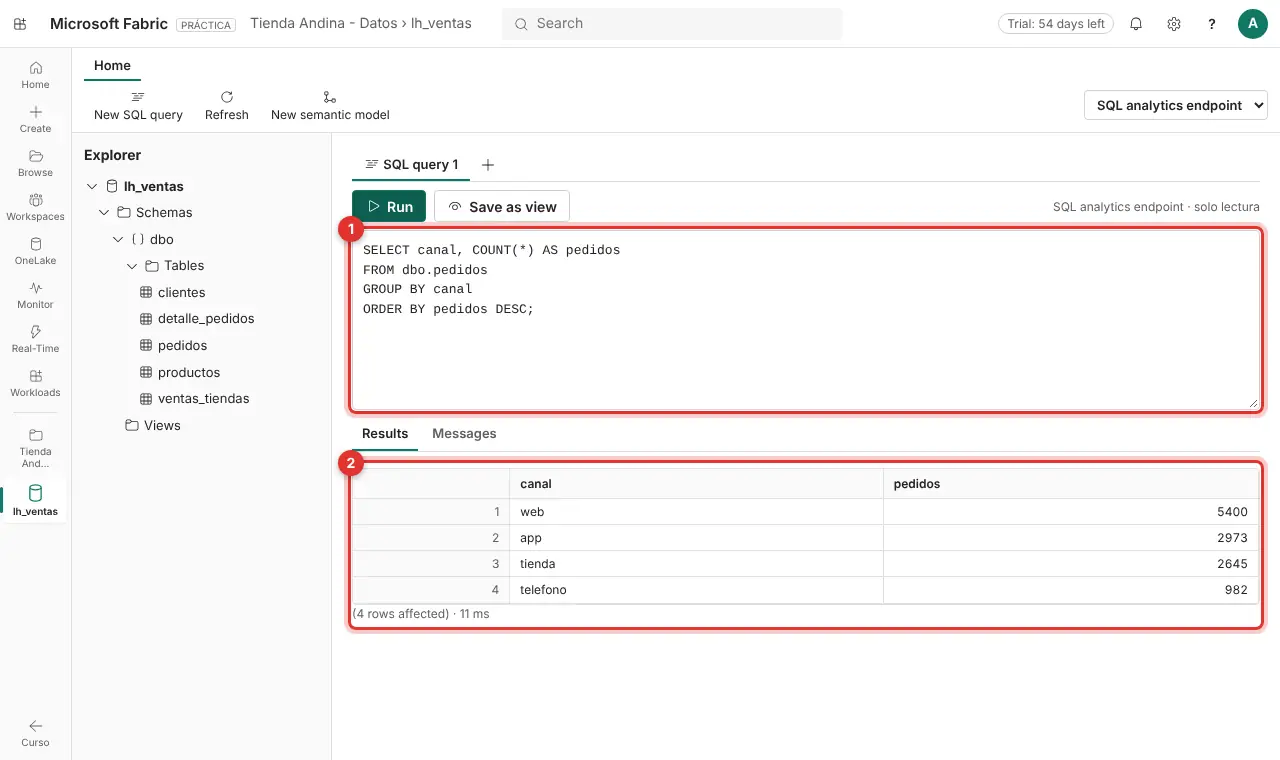 Microsoft Fabric PRÁCTICA Tienda Andina - Datos › lh_ventas Search Trial: 54 days left ? A
Home
Create
Browse
Workspaces
OneLake
Monitor
Real-Time
Workloads
Tienda
And...
lh_ventas
Curso
Home
New SQL query Refresh New semantic model SQL analytics endpoint
Explorer
lh_ventas
Schemas
dbo
Tables
clientes
detalle_pedidos
pedidos
productos
ventas_tiendas
Views
SQL query 1
Run Save as view SQL analytics endpoint · solo lectura
1
SELECT canal, COUNT(*) AS pedidos
FROM dbo.pedidos
GROUP BY canal
ORDER BY pedidos DESC;
Results Messages
2
canal pedidos
1 web 5400
2 app 2973
3 tienda 2645
4 telefono 982
(4 rows affected) · 11 ms